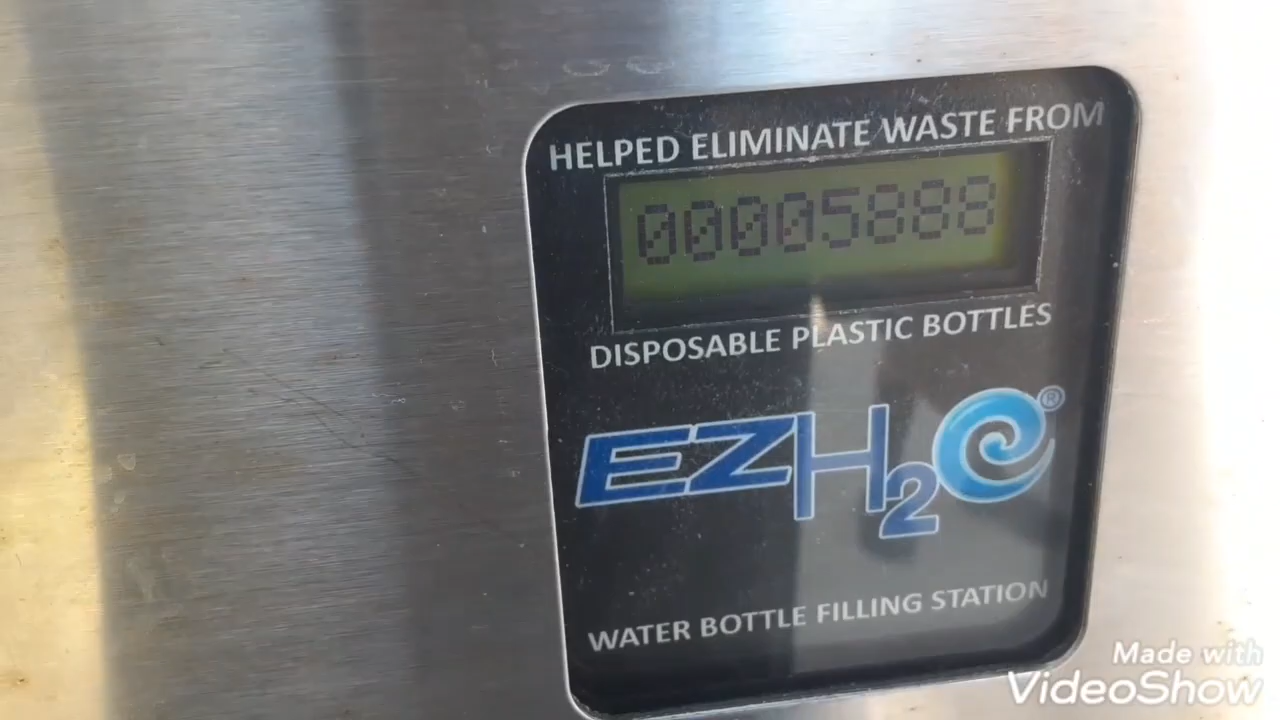 HELPED ELIMINATE WASTE FROM
00005888
DISPOSABLE PLASTIC BOTTLES
EZH2O®
WATER BOTTLE FILLING STATION
Made with
VideoShow